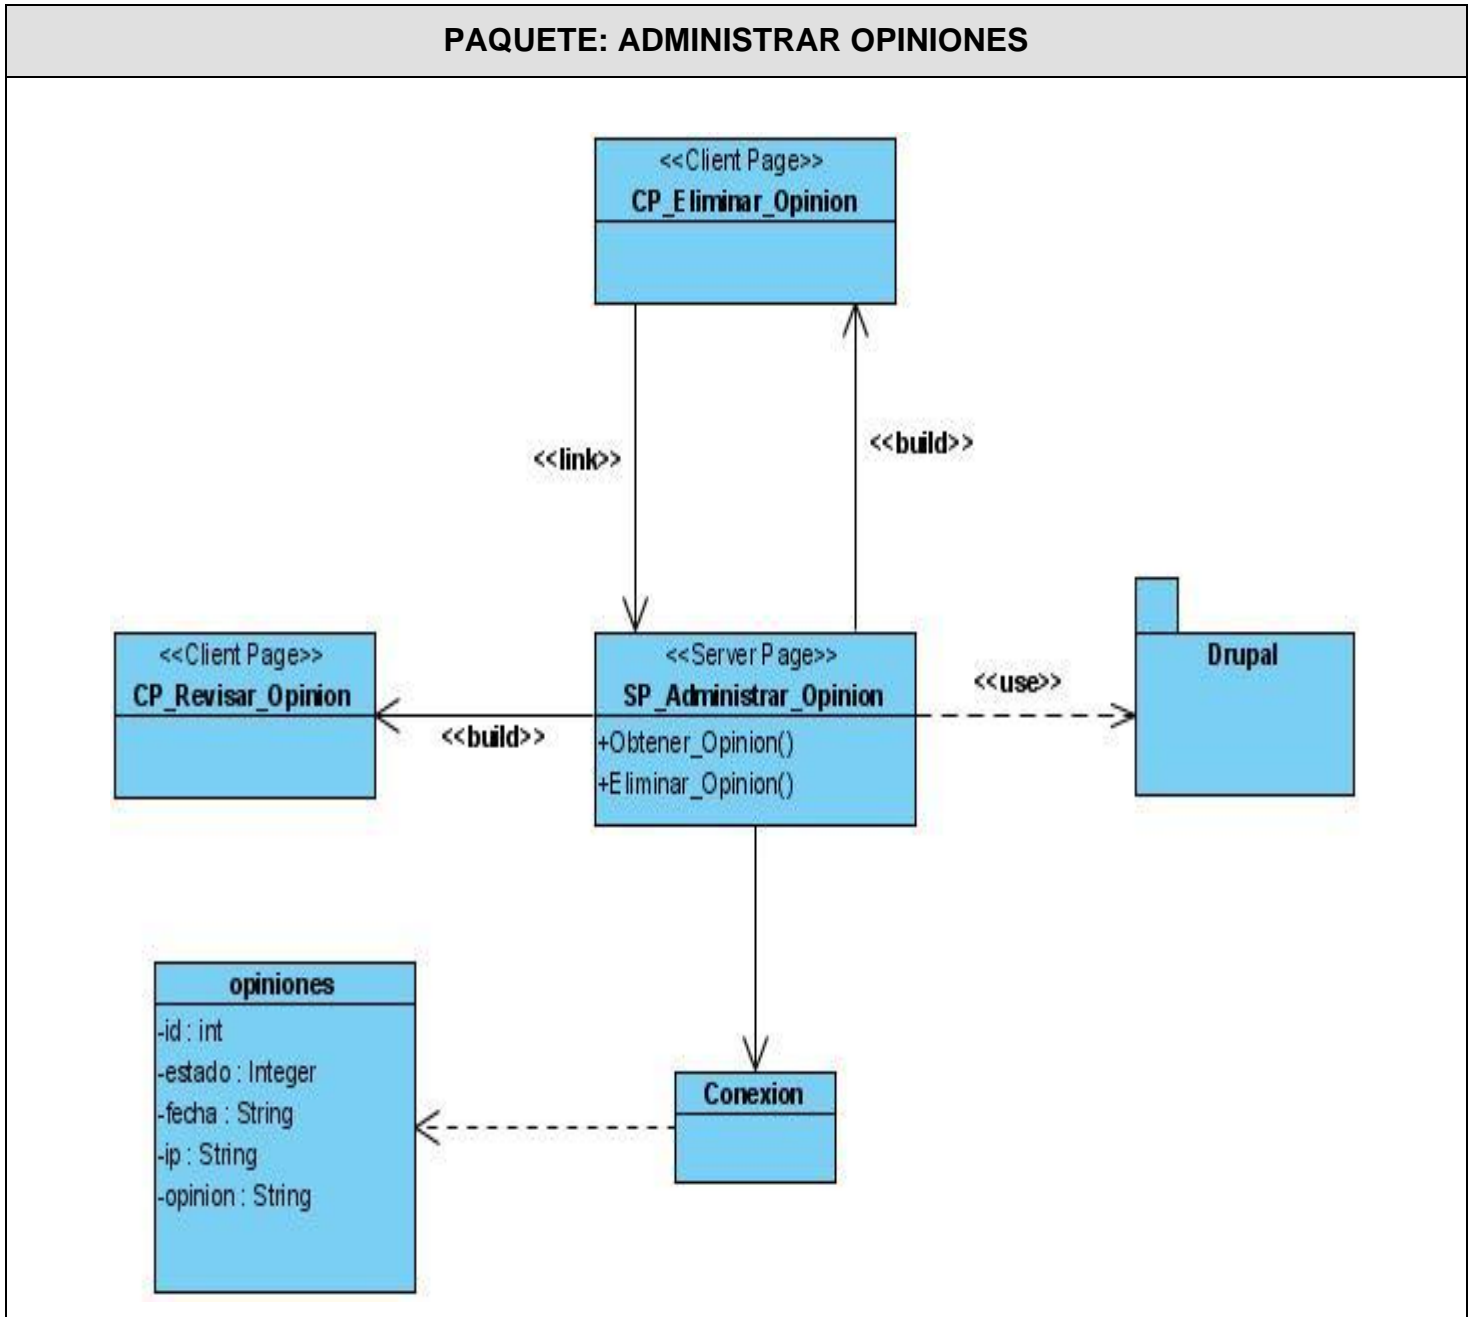 PAQUETE: ADMINISTRAR OPINIONES
<<Client Page>>
CP_Eliminar_Opinion
<<link>>
<<build>>
<<Client Page>>
CP_Revisar_Opinion
<<build>>
<<Server Page>>
SP_Administrar_Opinion
+Obtener_Opinion()
+Eliminar_Opinion()
<<use>>
Drupal
opiniones
-id : int
-estado : Integer
-fecha : String
-ip : String
-opinion : String
Conexion